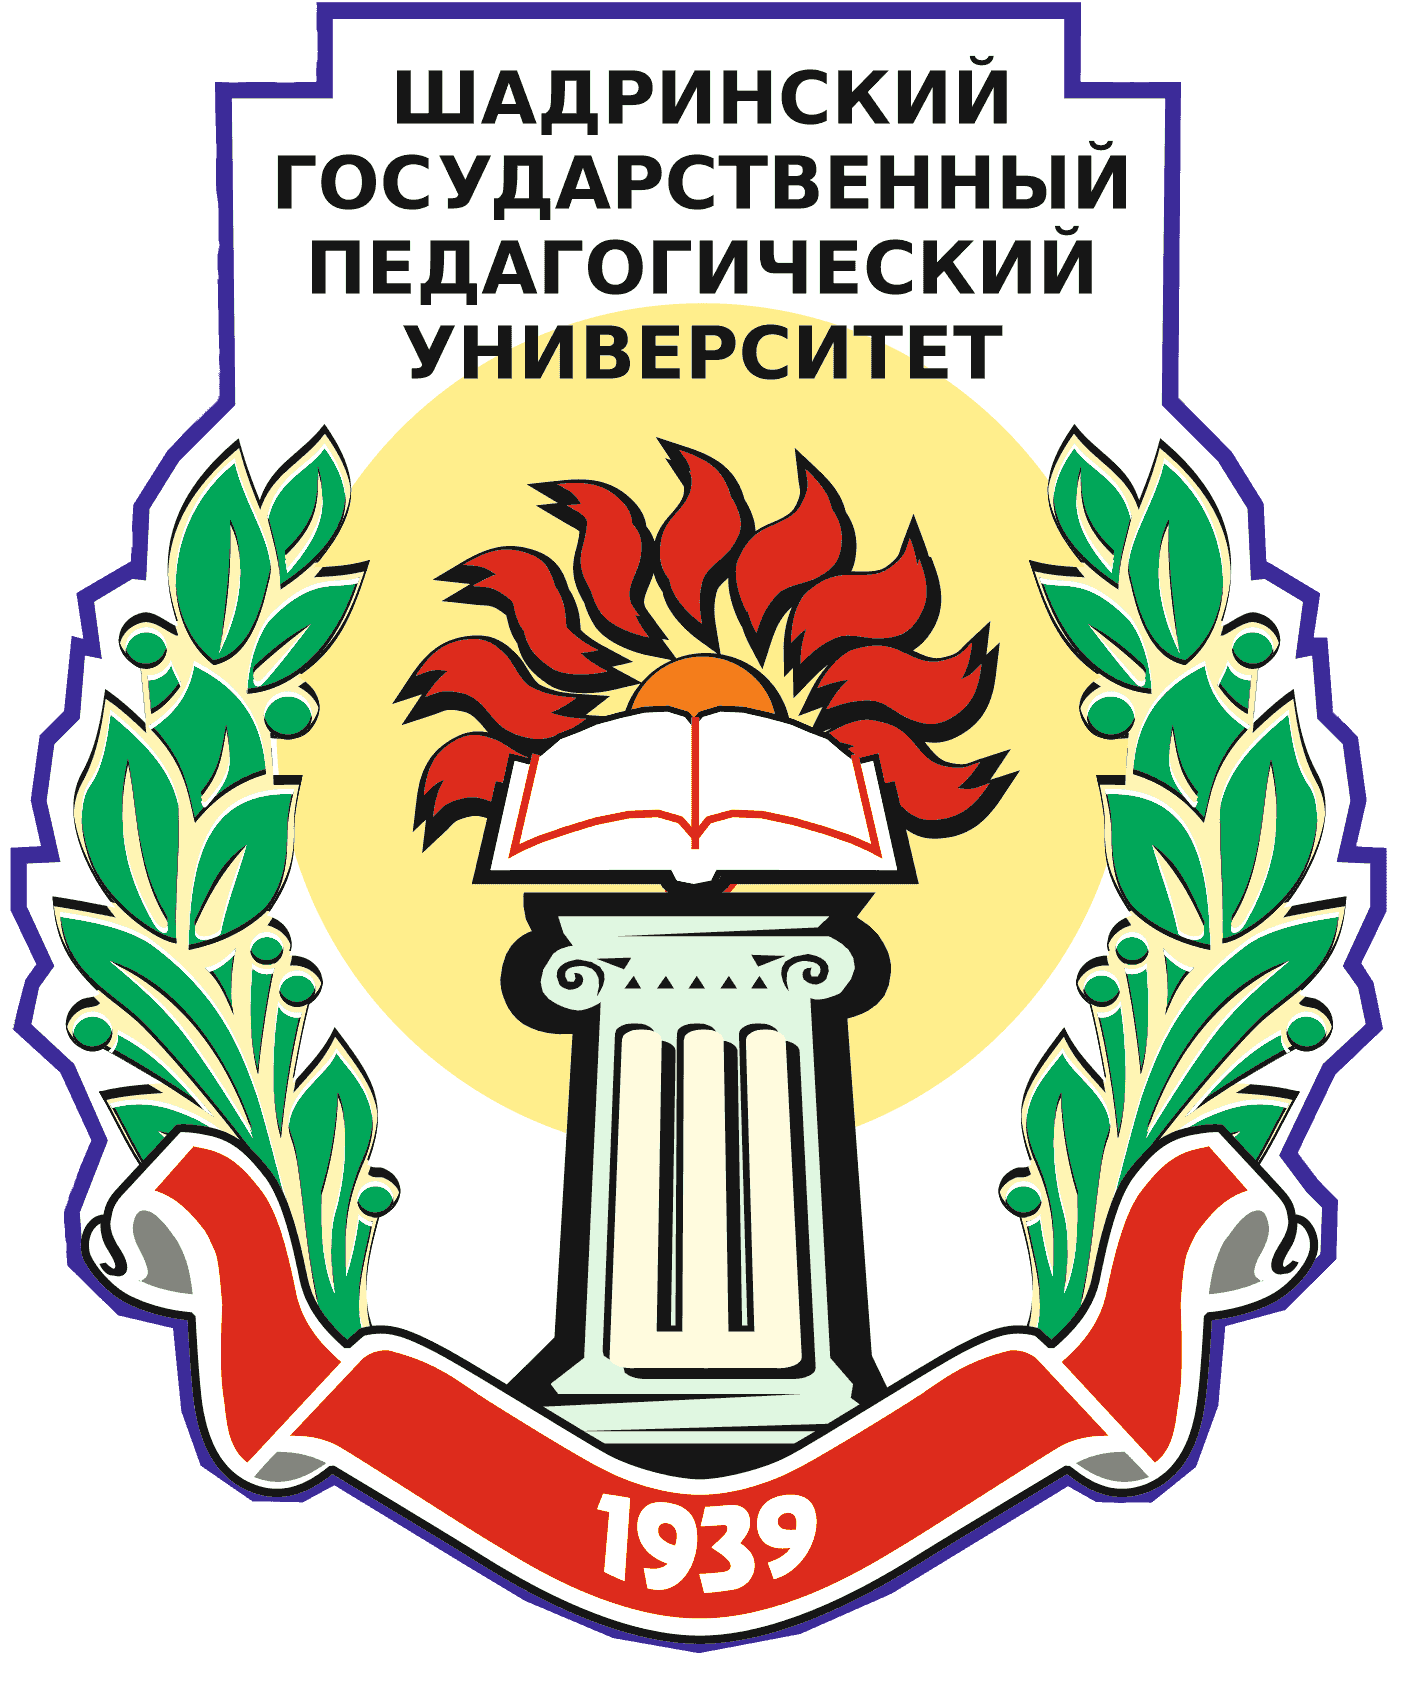 ШАДРИНСКИЙ
ГОСУДАРСТВЕННЫЙ
ПЕДАГОГИЧЕСКИЙ
УНИВЕРСИТЕТ
1939